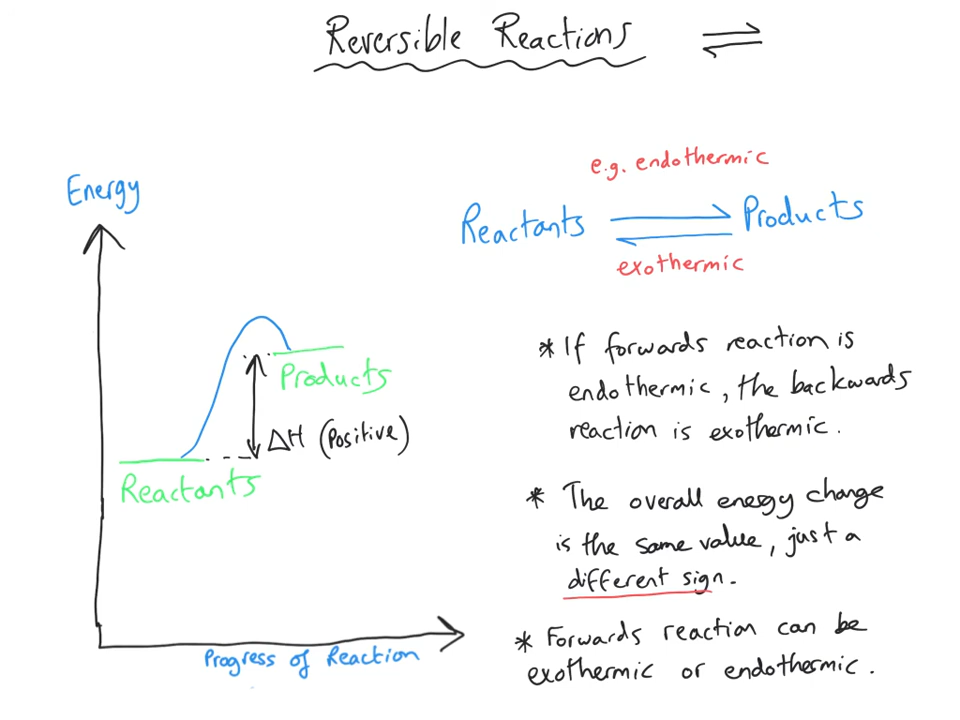 Reversible Reactions ⇌
e.g. endothermic
Reactants ⇌ Products
exothermic
Energy
Products
ΔH (Positive)
Reactants
Progress of Reaction
* If forwards reaction is
endothermic, the backwards
reaction is exothermic.
* The overall energy change
is the same value, just a
different sign.
* Forwards reaction can be
exothermic or endothermic.